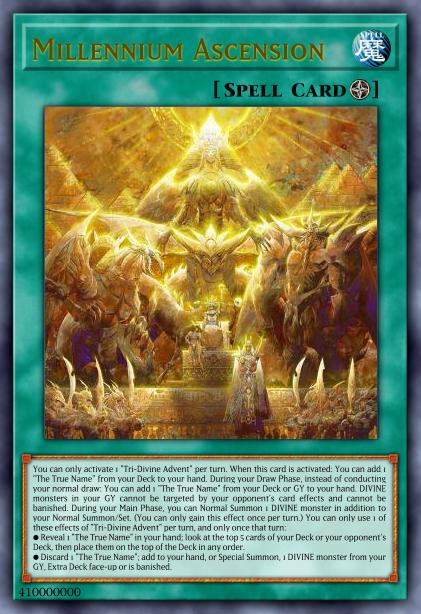 MILLENNIUM ASCENSION
SPELL
魔
[SPELL CARD]
You can only activate 1 "Tri-Divine Advent" per turn. When this card is activated: You can add 1
"The True Name" from your Deck to your hand. During your Draw Phase, instead of conducting
your normal draw: You can add 1 "The True Name" from your Deck or GY to your hand. DIVINE
monsters in your GY cannot be targeted by your opponent's card effects and cannot be
banished. During your Main Phase, you can Normal Summon 1 DIVINE monster in addition to
your Normal Summon/Set. (You can only gain this effect once per turn.) You can only use 1 of
these effects of "Tri-Divine Advent" per turn, and only once that turn:
● Reveal 1 "The True Name" in your hand; look at the top 5 cards of your Deck or your opponent's
Deck, then place them on the top of the Deck in any order.
● Discard 1 "The True Name"; add to your hand, or Special Summon, 1 DIVINE monster from your
GY, Extra Deck face-up or is banished.
410000000